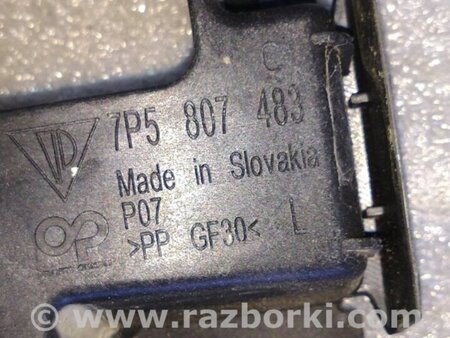 C
7P5 807 483
Made in Slovakia
P07
>PP GF30< L
© www.razborki.com